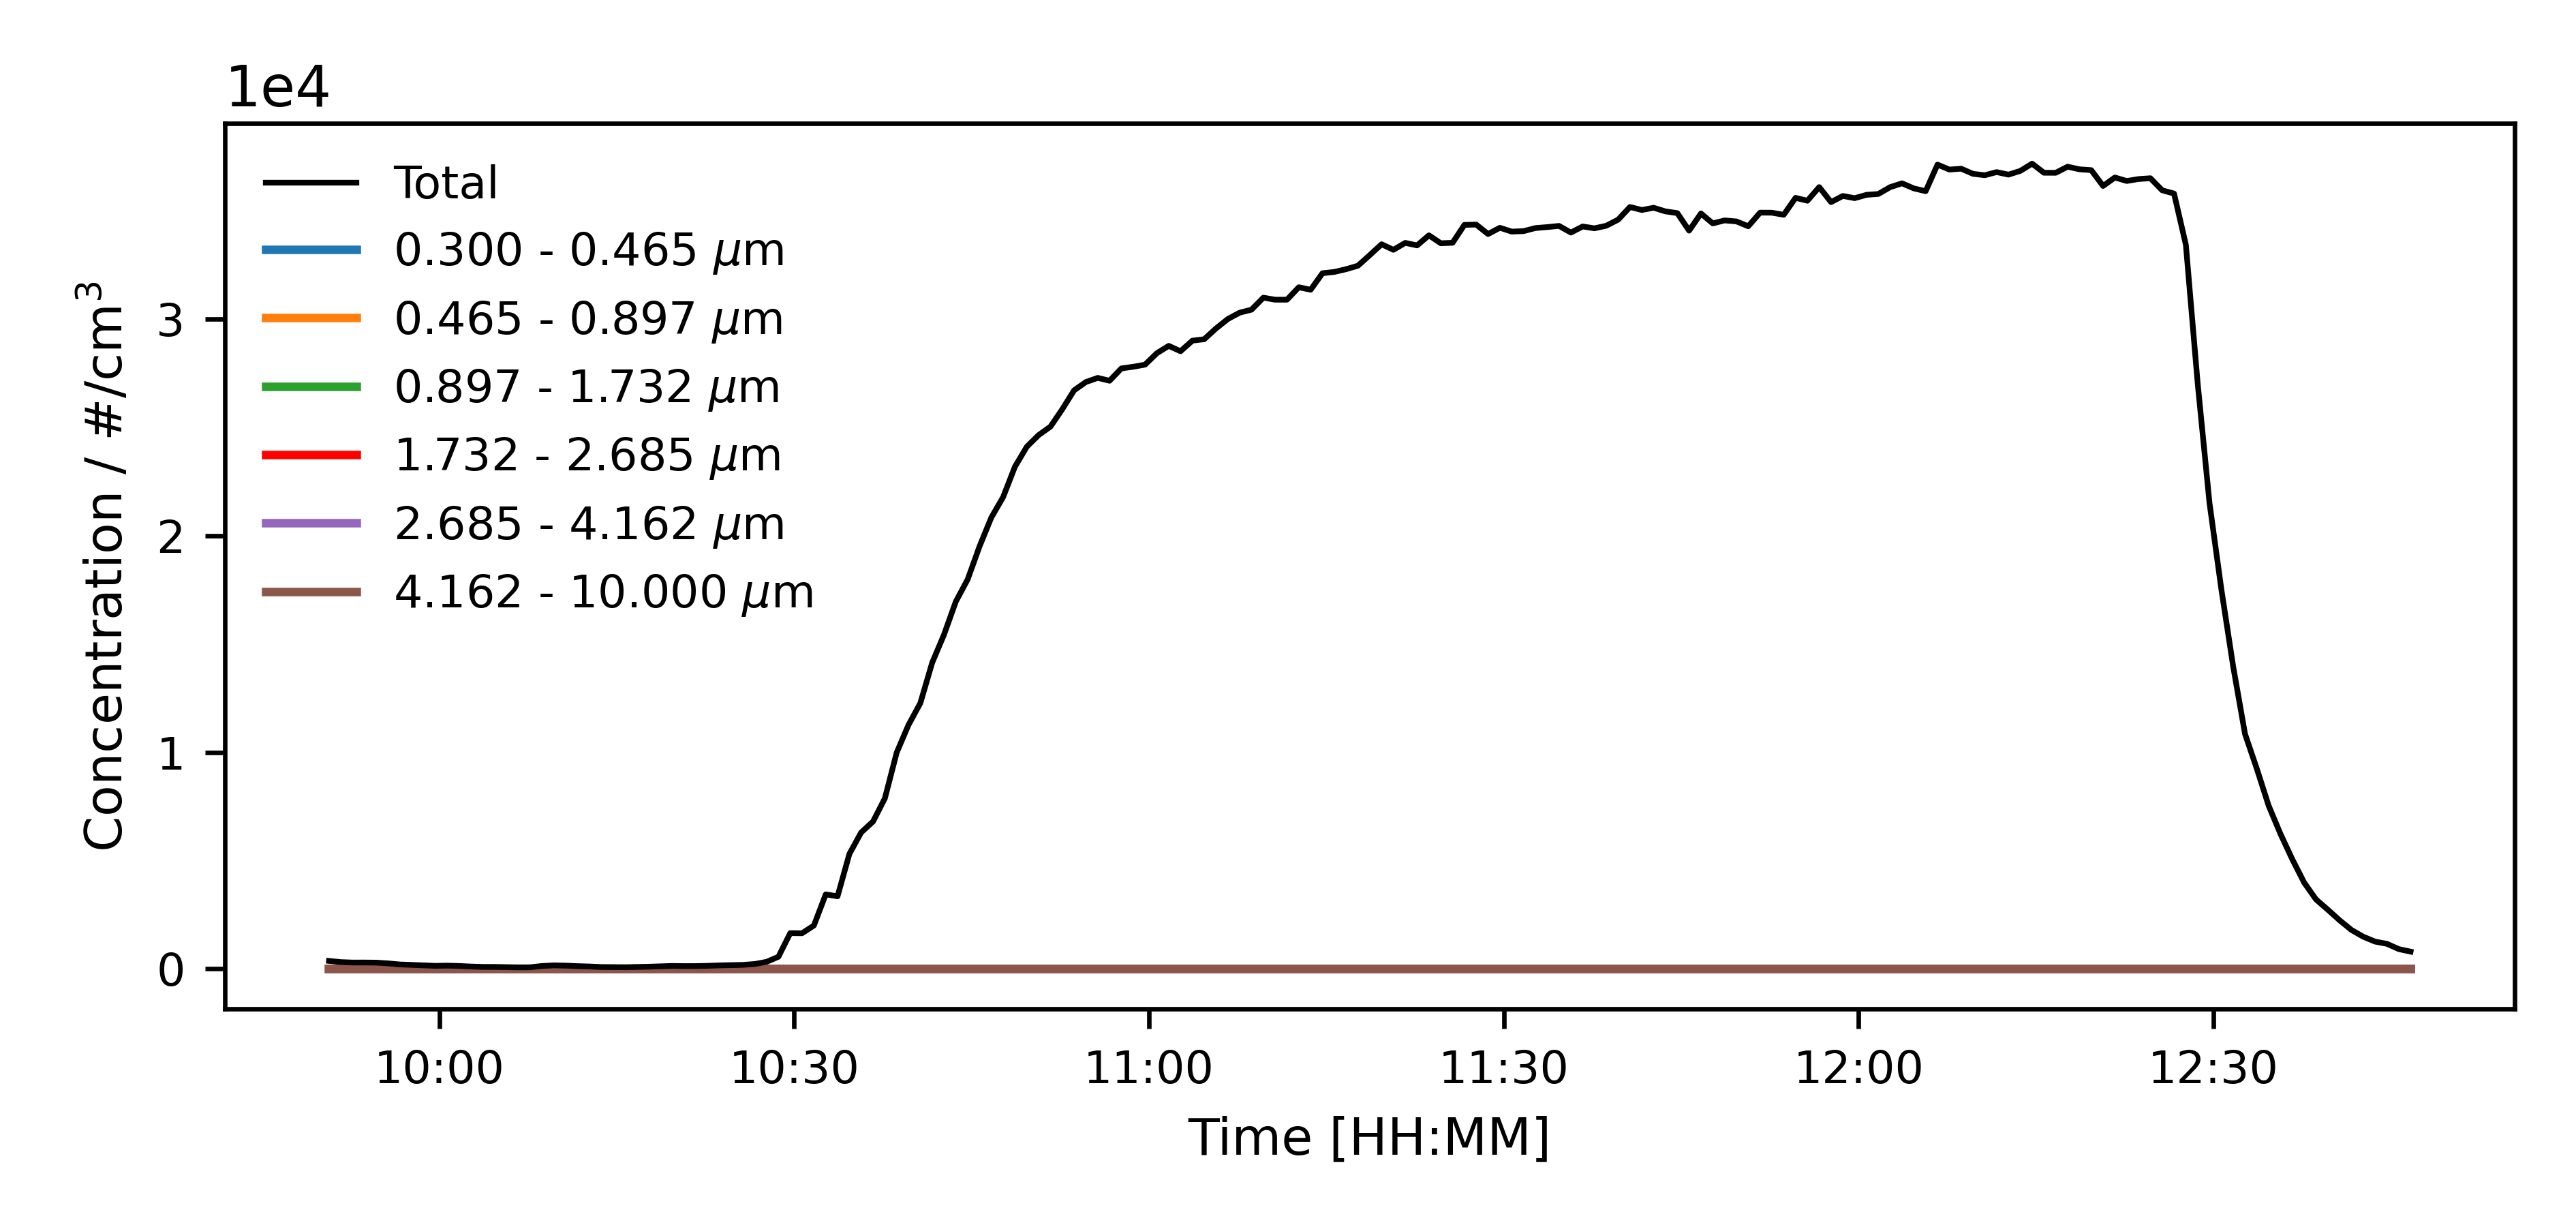 1e4
Total
0.300 - 0.465 μm
0.465 - 0.897 μm
0.897 - 1.732 μm
1.732 - 2.685 μm
2.685 - 4.162 μm
4.162 - 10.000 μm
Concentration / #/cm³
3
2
1
0
10:00 10:30 11:00 11:30 12:00 12:30
Time [HH:MM]